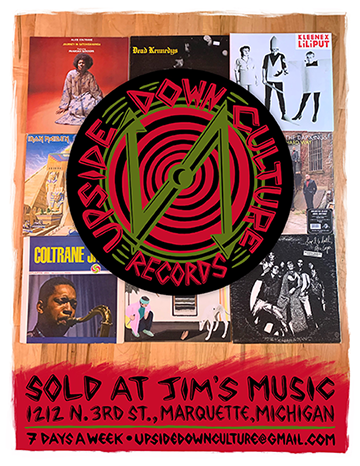 ALICE COLTRANE
Dead Kennedys
KLEENEX
LiLiPUT
UPSIDE DOWN CULTURE
RECORDS
COLTRANE
SOLD AT JIM'S MUSIC
1212 N. 3RD ST., MARQUETTE, MICHIGAN
7 DAYS A WEEK • UPSIDEDOWNCULTURE@GMAIL.COM